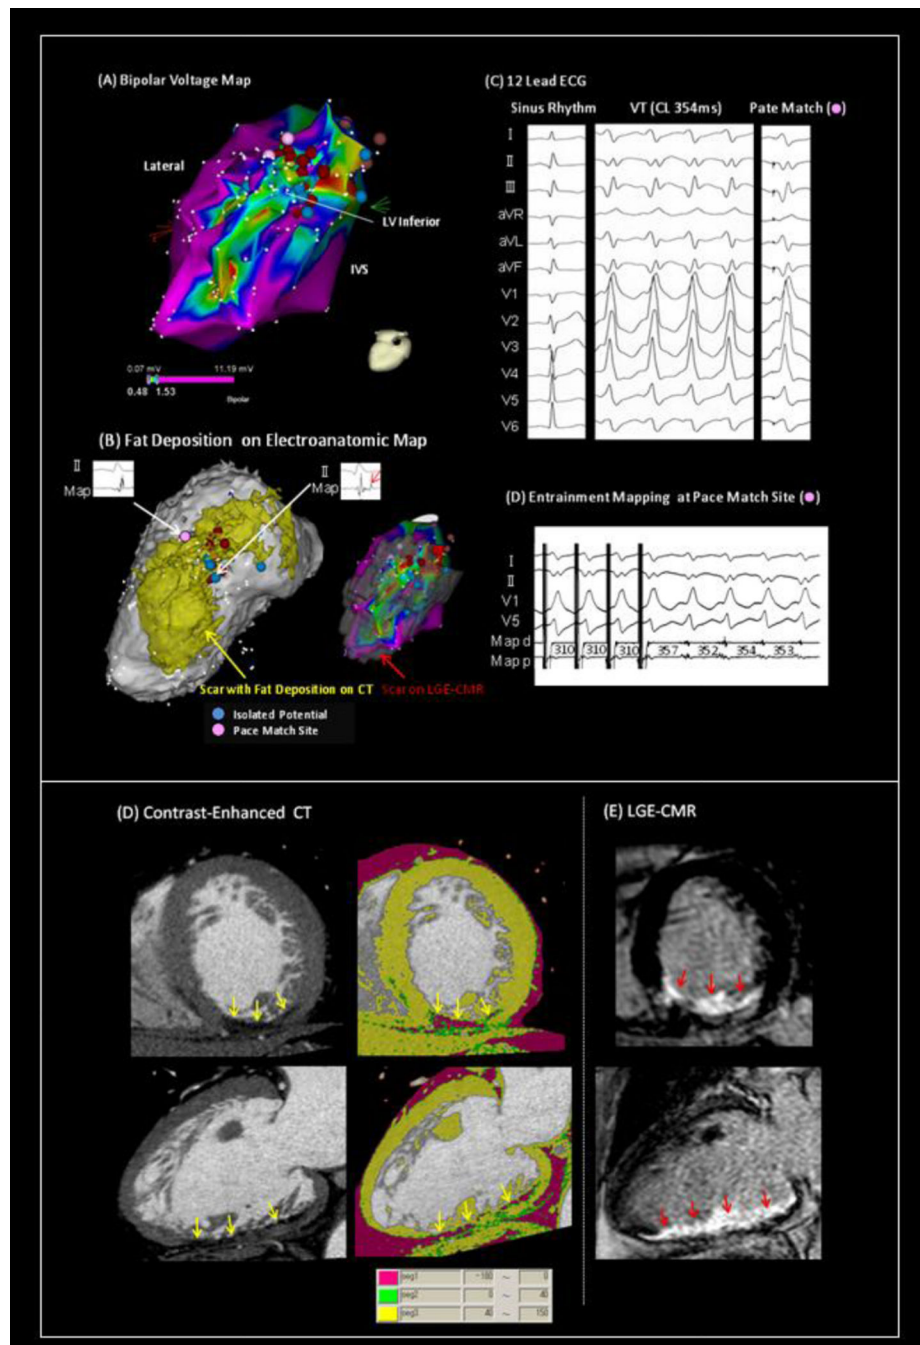 (A) Bipolar Voltage Map
Lateral
LV Inferior
IVS
0.07 mV
11.19 mV
0.48
1.53
Bipolar
(B) Fat Deposition on Electroanatomic Map
II
Map
II
Map
Scar with Fat Deposition on CT
Scar on LGE-CMR
Isolated Potential
Pace Match Site
(C) 12 Lead ECG
Sinus Rhythm
VT (CL 354ms)
Pate Match ( )
I
II
III
aVR
aVL
aVF
V1
V2
V3
V4
V5
V6
(D) Entrainment Mapping at Pace Match Site ( )
I
II
V1
V5
Map d
310 310 310 357 352 354 353
Map p
(D) Contrast-Enhanced CT
(E) LGE-CMR
seg1 -180 ~ 0
seg2 0 ~ 40
seg3 40 ~ 150